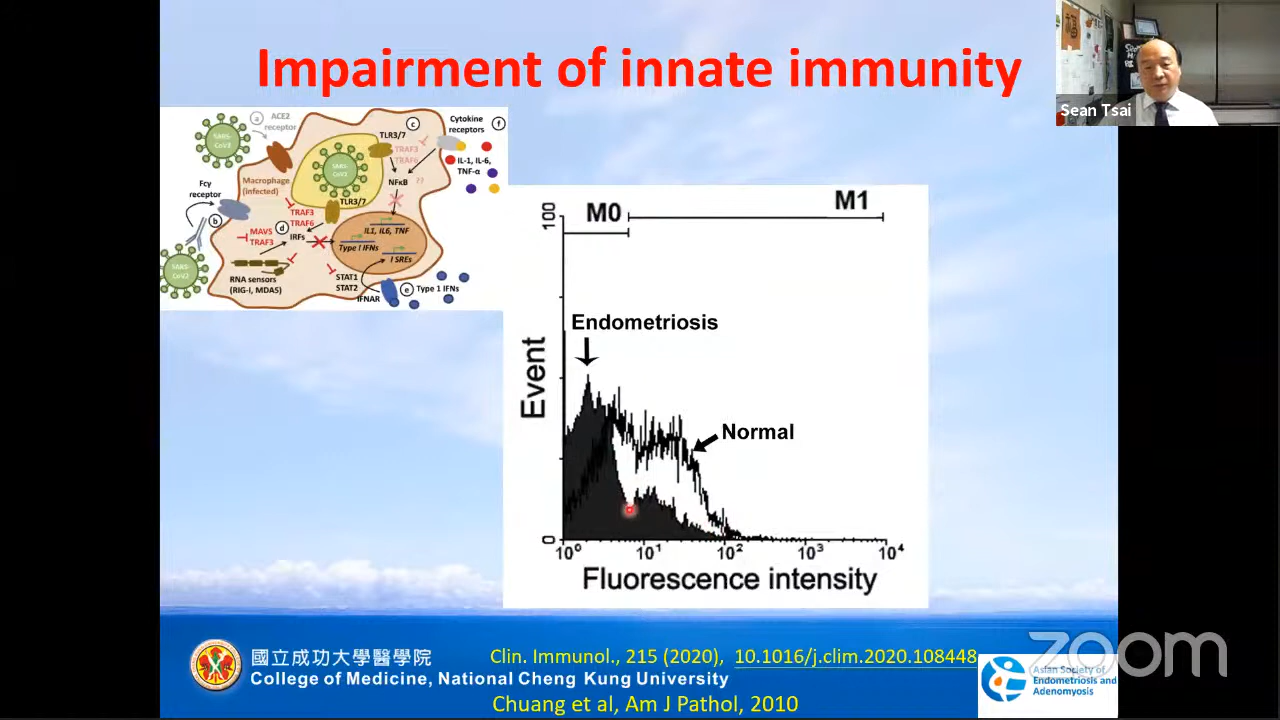 Impairment of innate immunity
Sean Tsai
SARS-
CoV2
a
ACE2
receptor
Macrophage
(infected)
Fcγ
receptor
b
SARS-
CoV2
SARS-
CoV2
c
TLR3/7
TRAF3
TRAF6
NFκB
??
Cytokine
receptors
f
IL-1, IL-6,
TNF-α
TLR3/7
TRAF3
TRAF6
d
IRFs
MAVS
TRAF3
RNA sensors
(RIG-I, MDA5)
IL1, IL6, TNF
Type I IFNs
I SREs
STAT1
STAT2
IFNAR
e
Type 1 IFNs
M0
M1
100
Endometriosis
Normal
Event
0
10⁰ 10¹ 10² 10³ 10⁴
Fluorescence intensity
國立成功大學醫學院
College of Medicine, National Cheng Kung University
Clin. Immunol., 215 (2020), 10.1016/j.clim.2020.108448
Chuang et al, Am J Pathol, 2010
Asian Society of
Endometriosis and
Adenomyosis
zoom